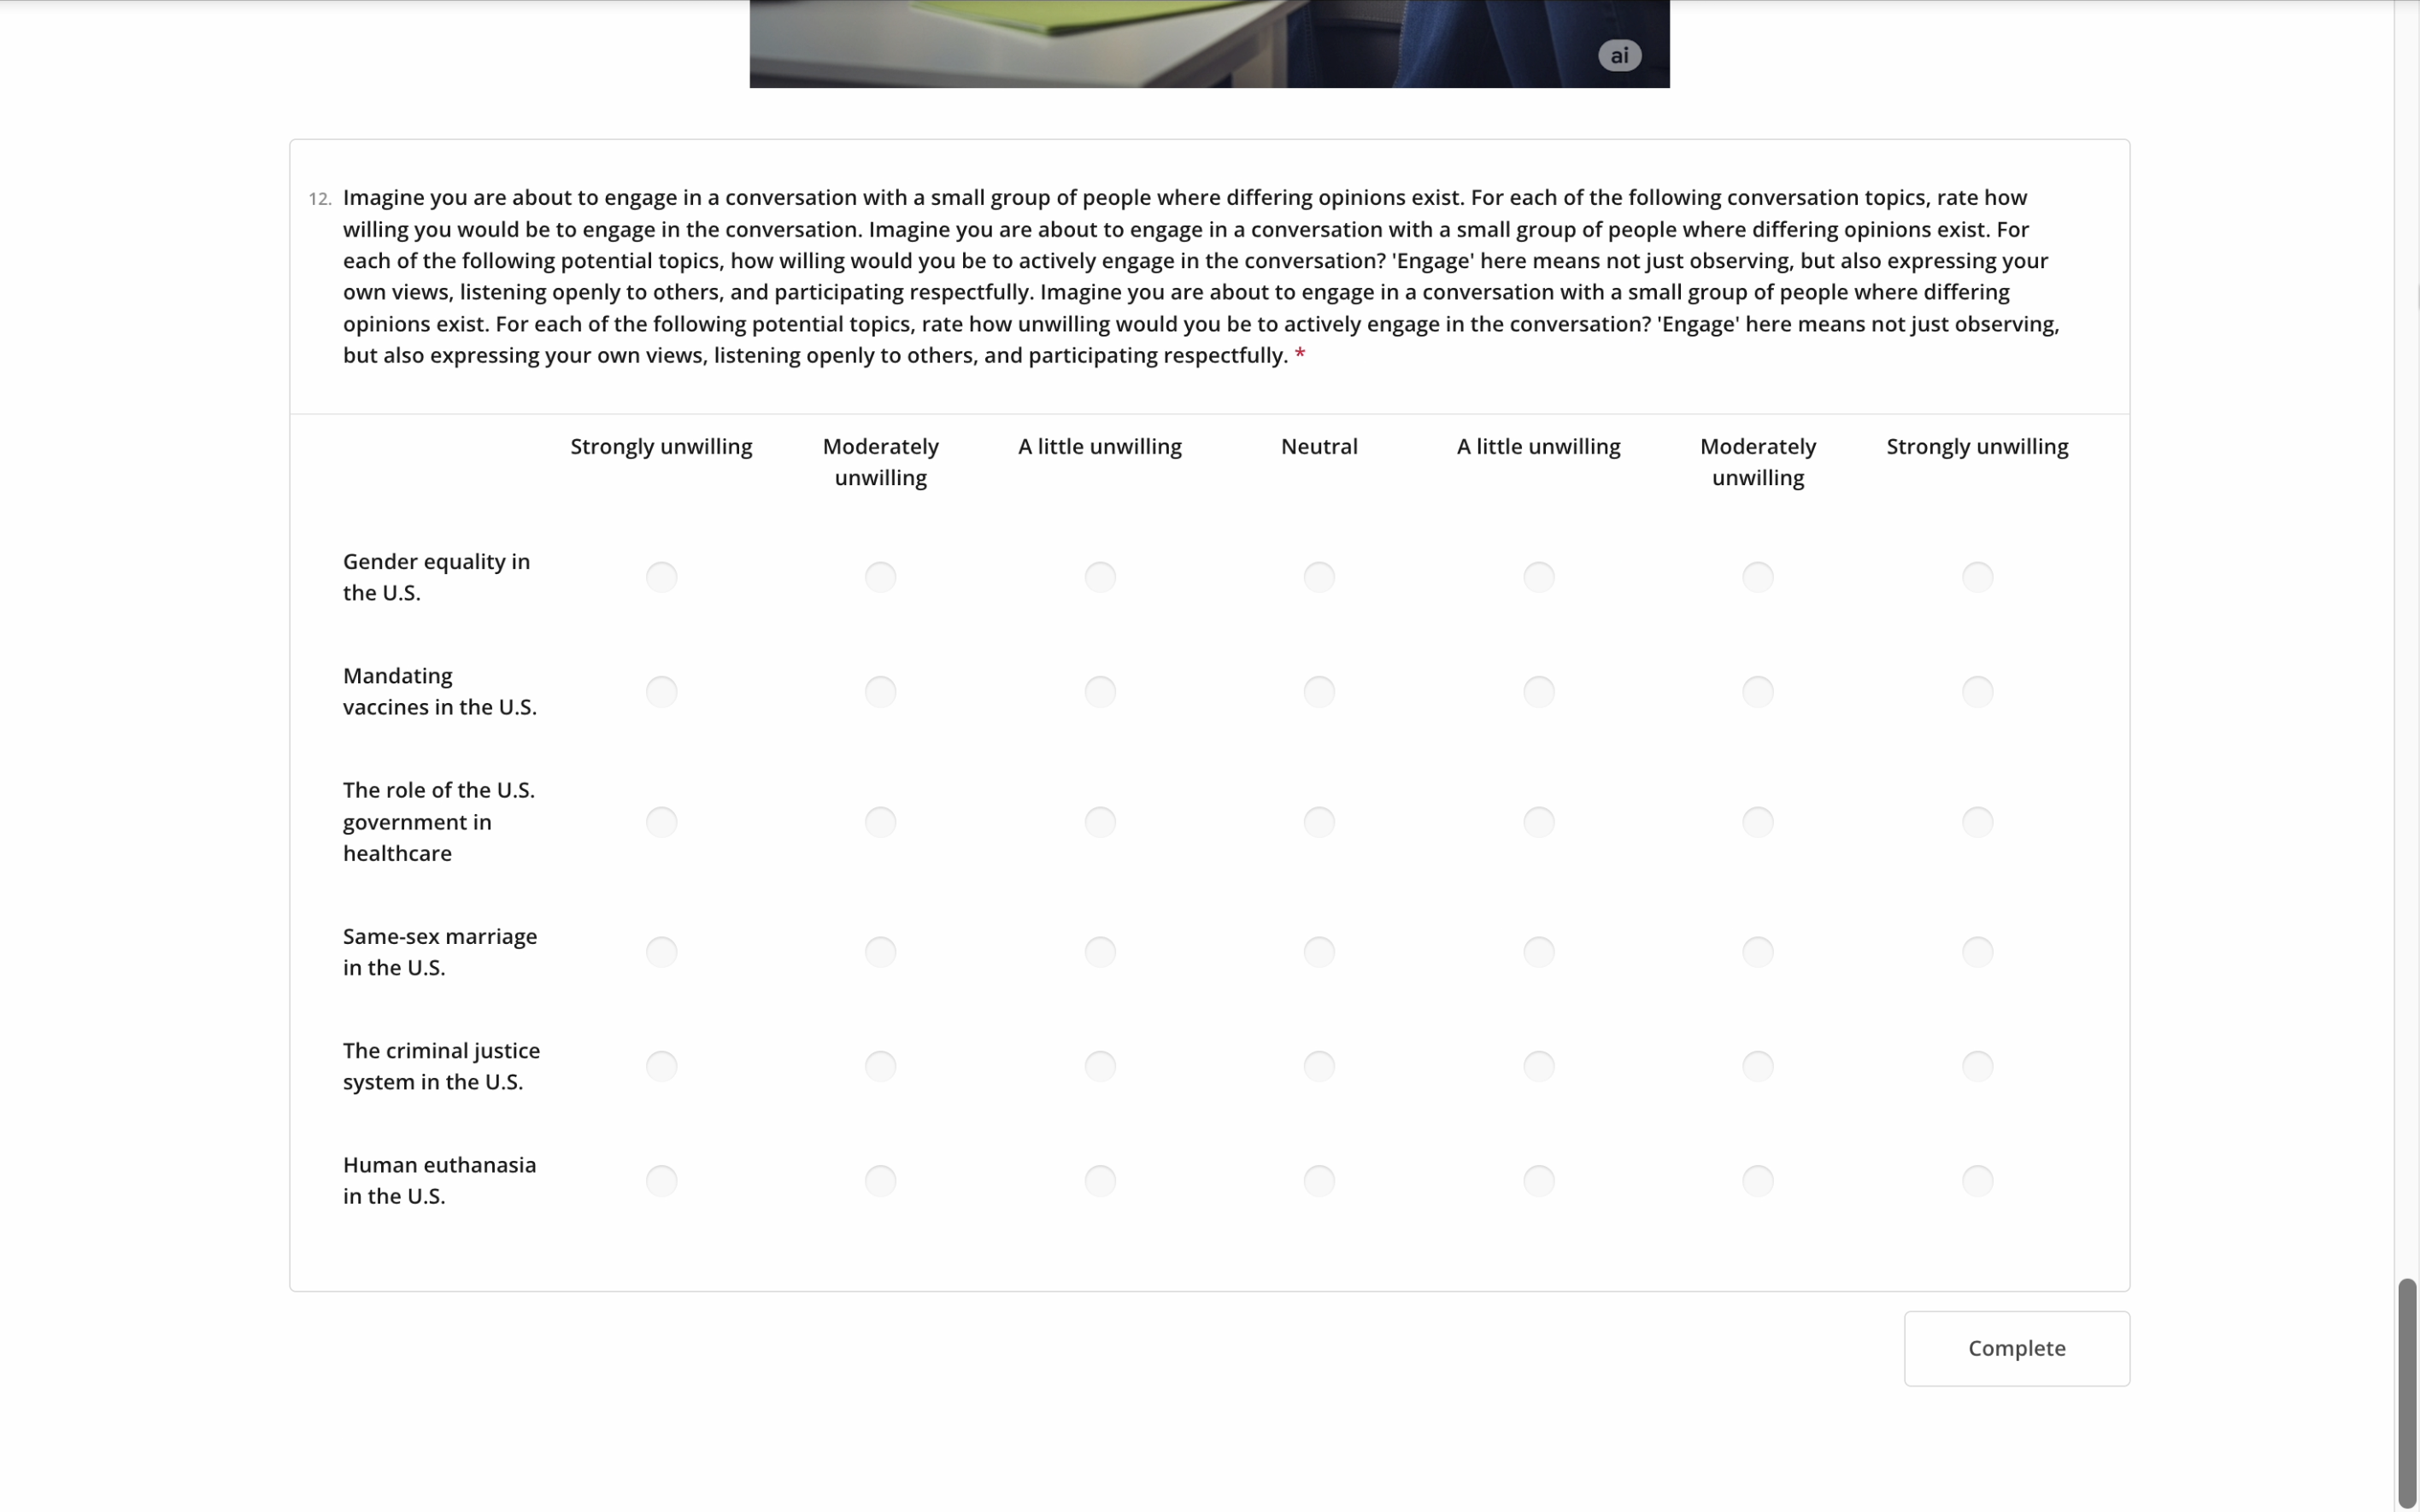 ai
12. Imagine you are about to engage in a conversation with a small group of people where differing opinions exist. For each of the following conversation topics, rate how
willing you would be to engage in the conversation. Imagine you are about to engage in a conversation with a small group of people where differing opinions exist. For
each of the following potential topics, how willing would you be to actively engage in the conversation? 'Engage' here means not just observing, but also expressing your
own views, listening openly to others, and participating respectfully. Imagine you are about to engage in a conversation with a small group of people where differing
opinions exist. For each of the following potential topics, rate how unwilling would you be to actively engage in the conversation? 'Engage' here means not just observing,
but also expressing your own views, listening openly to others, and participating respectfully. *
Strongly unwilling Moderately A little unwilling Neutral A little unwilling Moderately Strongly unwilling
unwilling unwilling
Gender equality in
the U.S.
Mandating
vaccines in the U.S.
The role of the U.S.
government in
healthcare
Same-sex marriage
in the U.S.
The criminal justice
system in the U.S.
Human euthanasia
in the U.S.
Complete